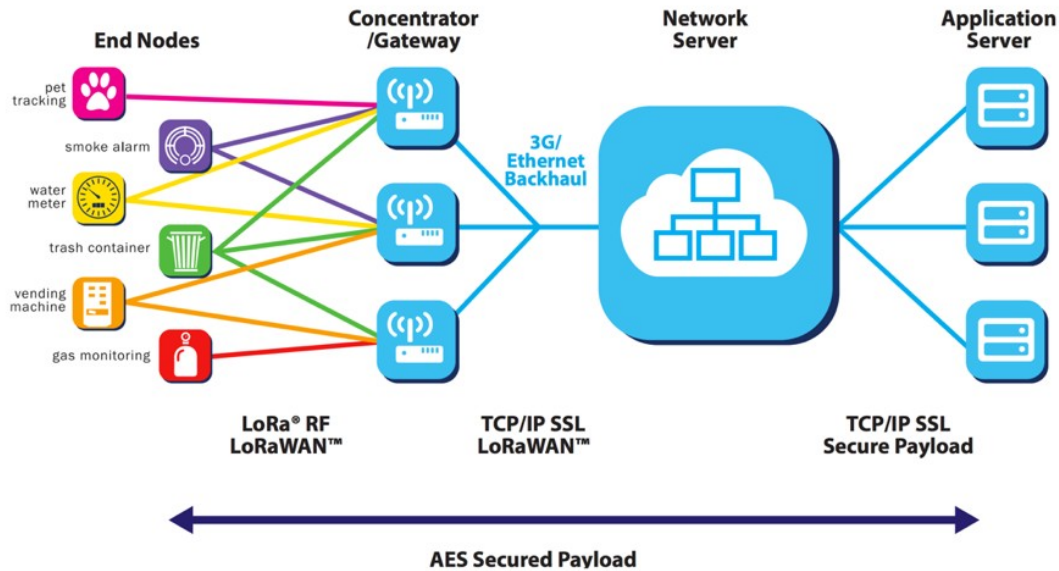 End Nodes
Concentrator
/Gateway
Network
Server
Application
Server
pet
tracking
smoke alarm
water
meter
trash container
vending
machine
gas monitoring
3G/
Ethernet
Backhaul
LoRa® RF
LoRaWAN™
TCP/IP SSL
LoRaWAN™
TCP/IP SSL
Secure Payload
AES Secured Payload